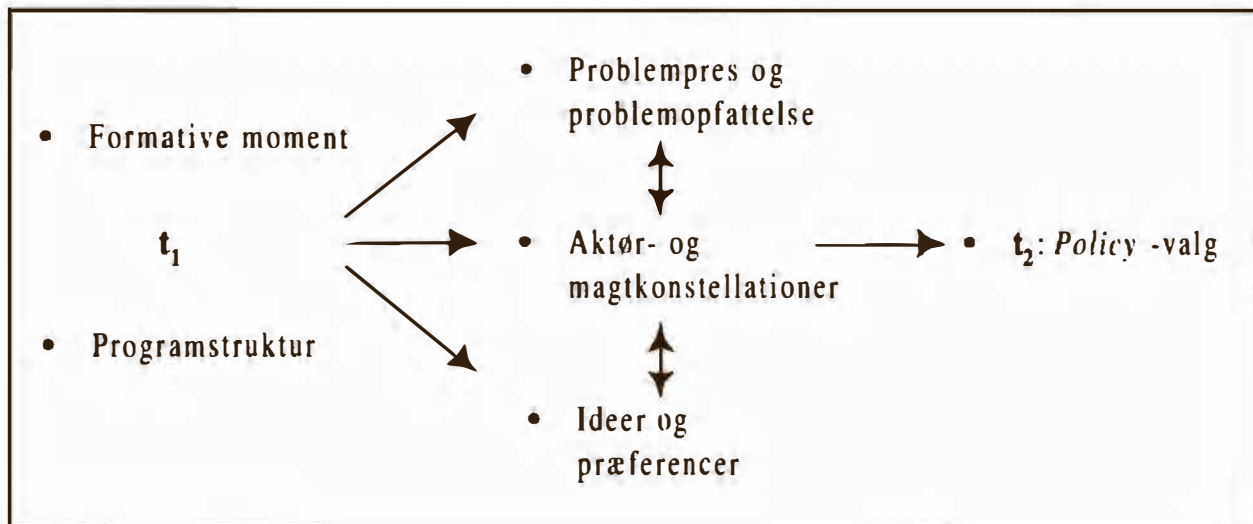 • Formative moment
t₁
• Programstruktur
• Problempres og
problemopfattelse
• Aktør- og
magtkonstellationer
• Ideer og
præferencer
• t₂: Policy -valg